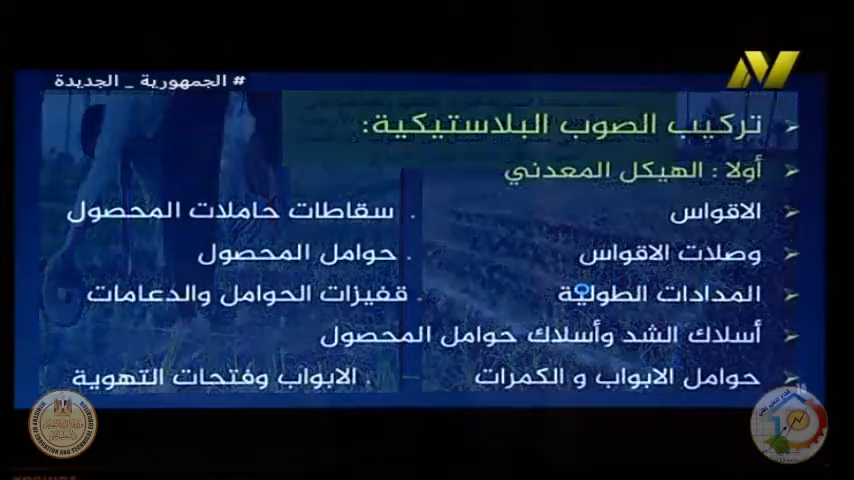 # الجمهورية _ الجديدة
تركيب الصوب البلاستيكية:
أولا : الهيكل المعدني
الاقواس . سقاطات حاملات المحصول
وصلات الاقواس . حوامل المحصول
المدادات الطولية . قفيزات الحوامل والدعامات
أسلاك الشد وأسلاك حوامل المحصول
حوامل الابواب و الكمرات . الابواب وفتحات التهوية